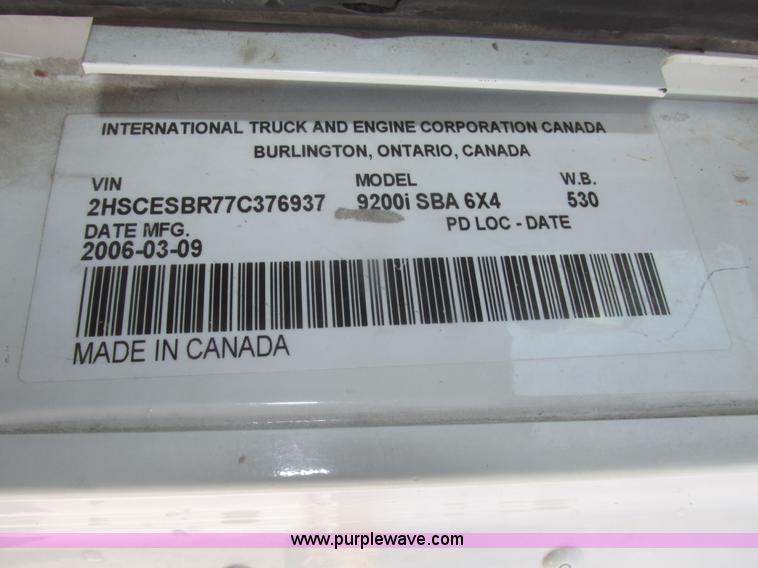 INTERNATIONAL TRUCK AND ENGINE CORPORATION CANADA
BURLINGTON, ONTARIO, CANADA
VIN MODEL W.B.
2HSCESBR77C376937 9200i SBA 6X4 530
DATE MFG. PD LOC - DATE
2006-03-09
MADE IN CANADA
www.purplewave.com